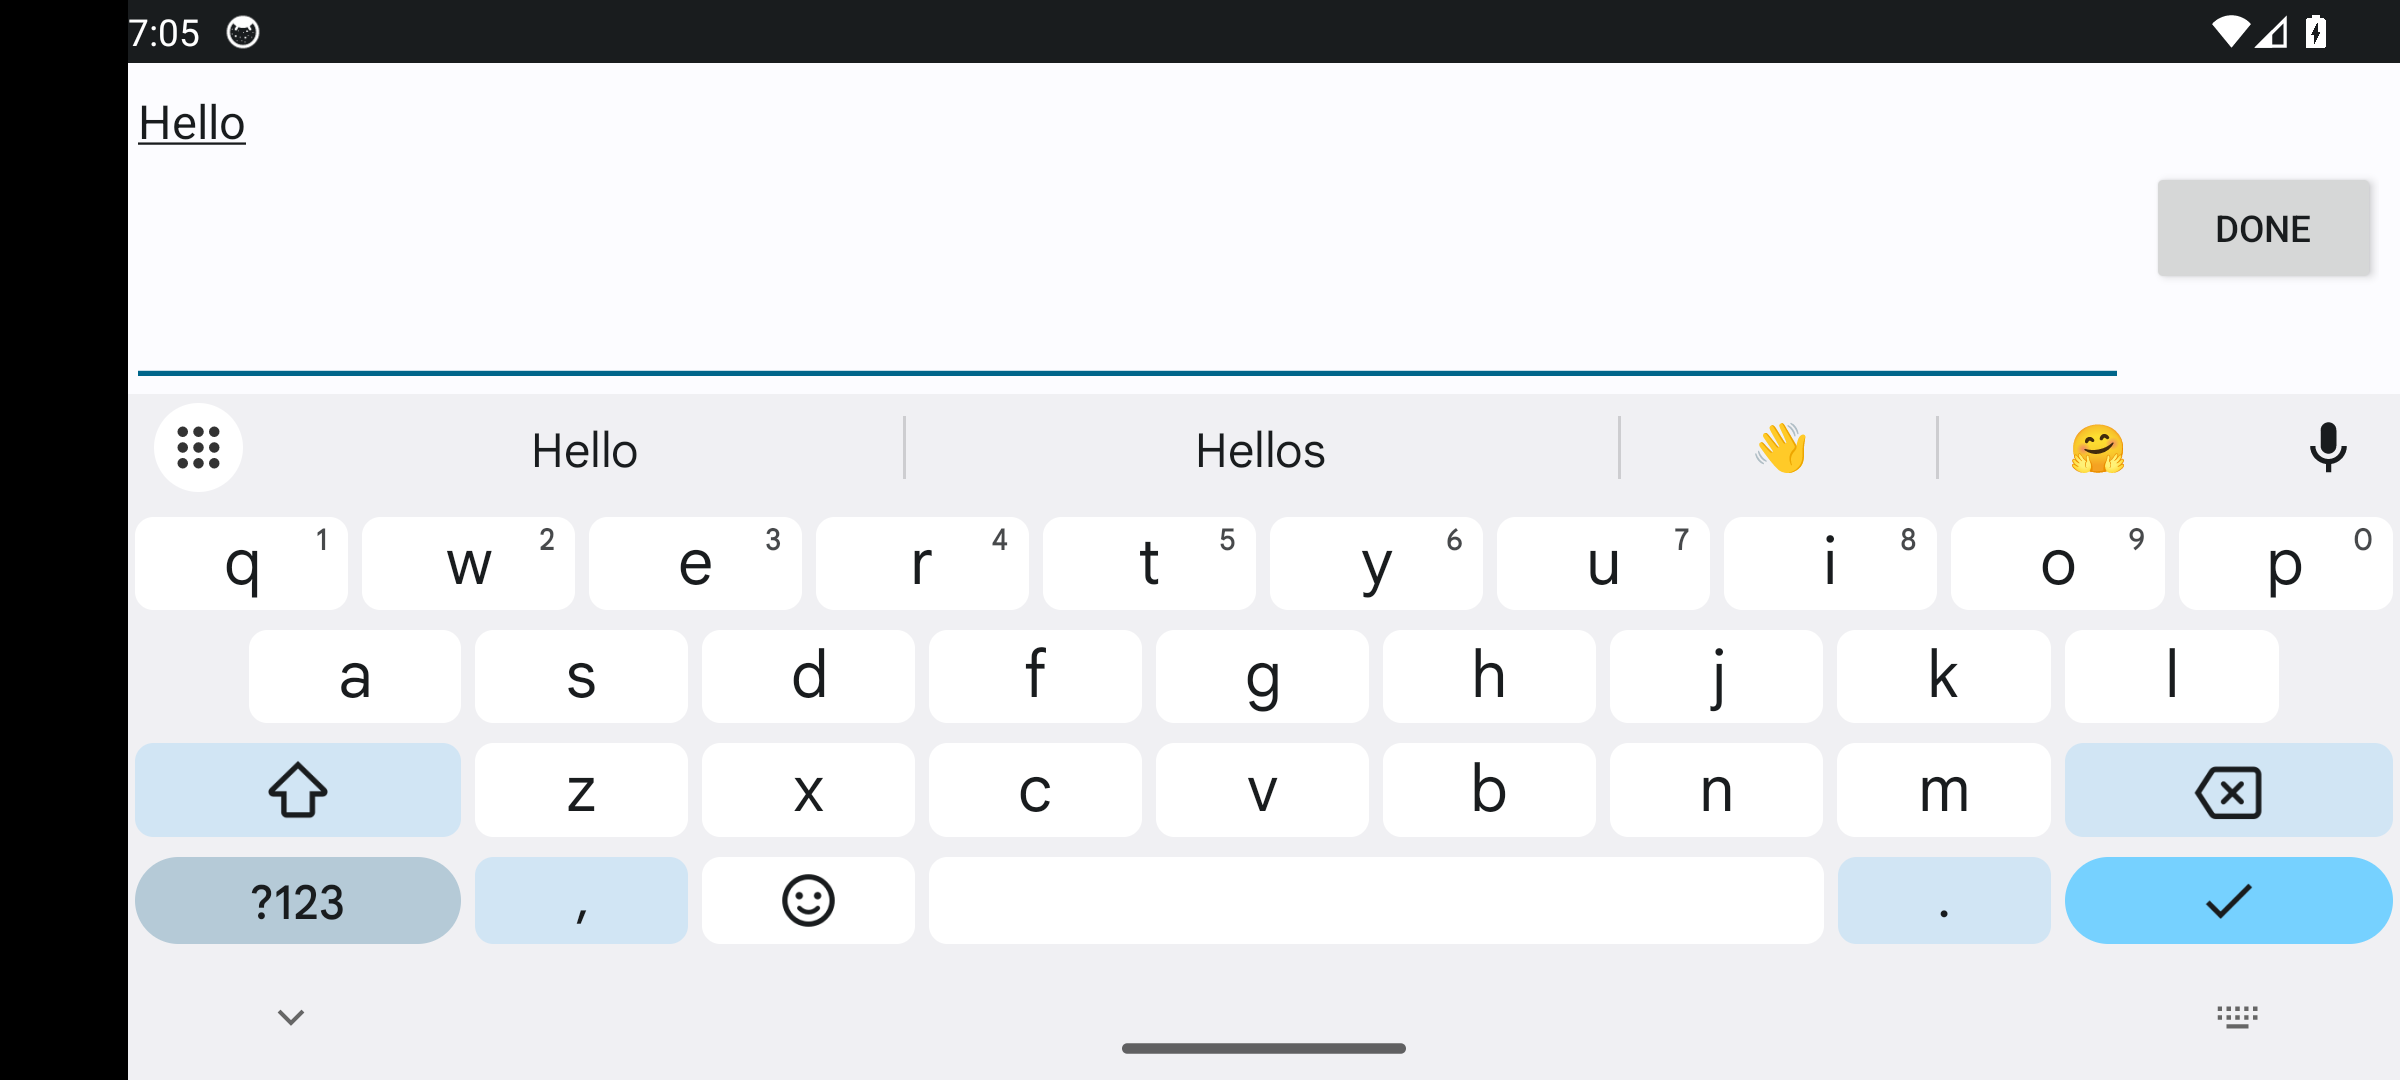 7:05
Hello
DONE
Hello Hellos 👋 🤗
q 1 w 2 e 3 r 4 t 5 y 6 u 7 i 8 o 9 p 0
a s d f g h j k l
z x c v b n m
?123 , .